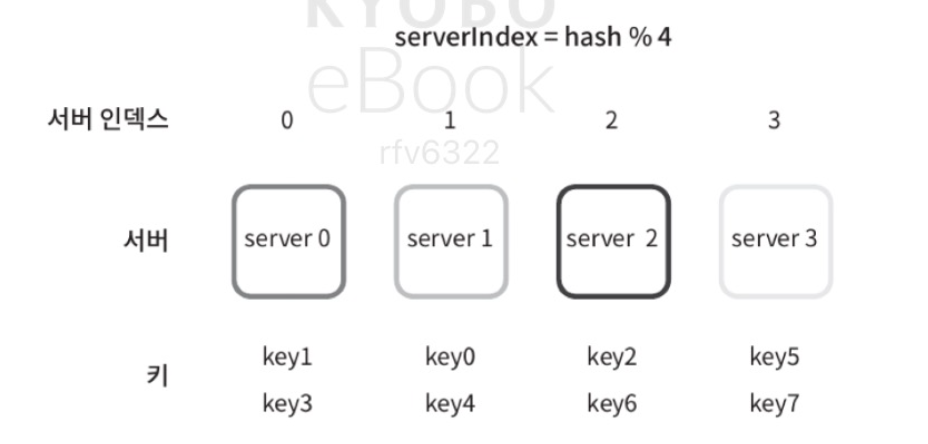 KYOBO
serverIndex = hash % 4
eBook
서버 인덱스 0 1 2 3
rfv6322
서버 server 0 server 1 server 2 server 3
key1 key0 key2 key5
키
key3 key4 key6 key7